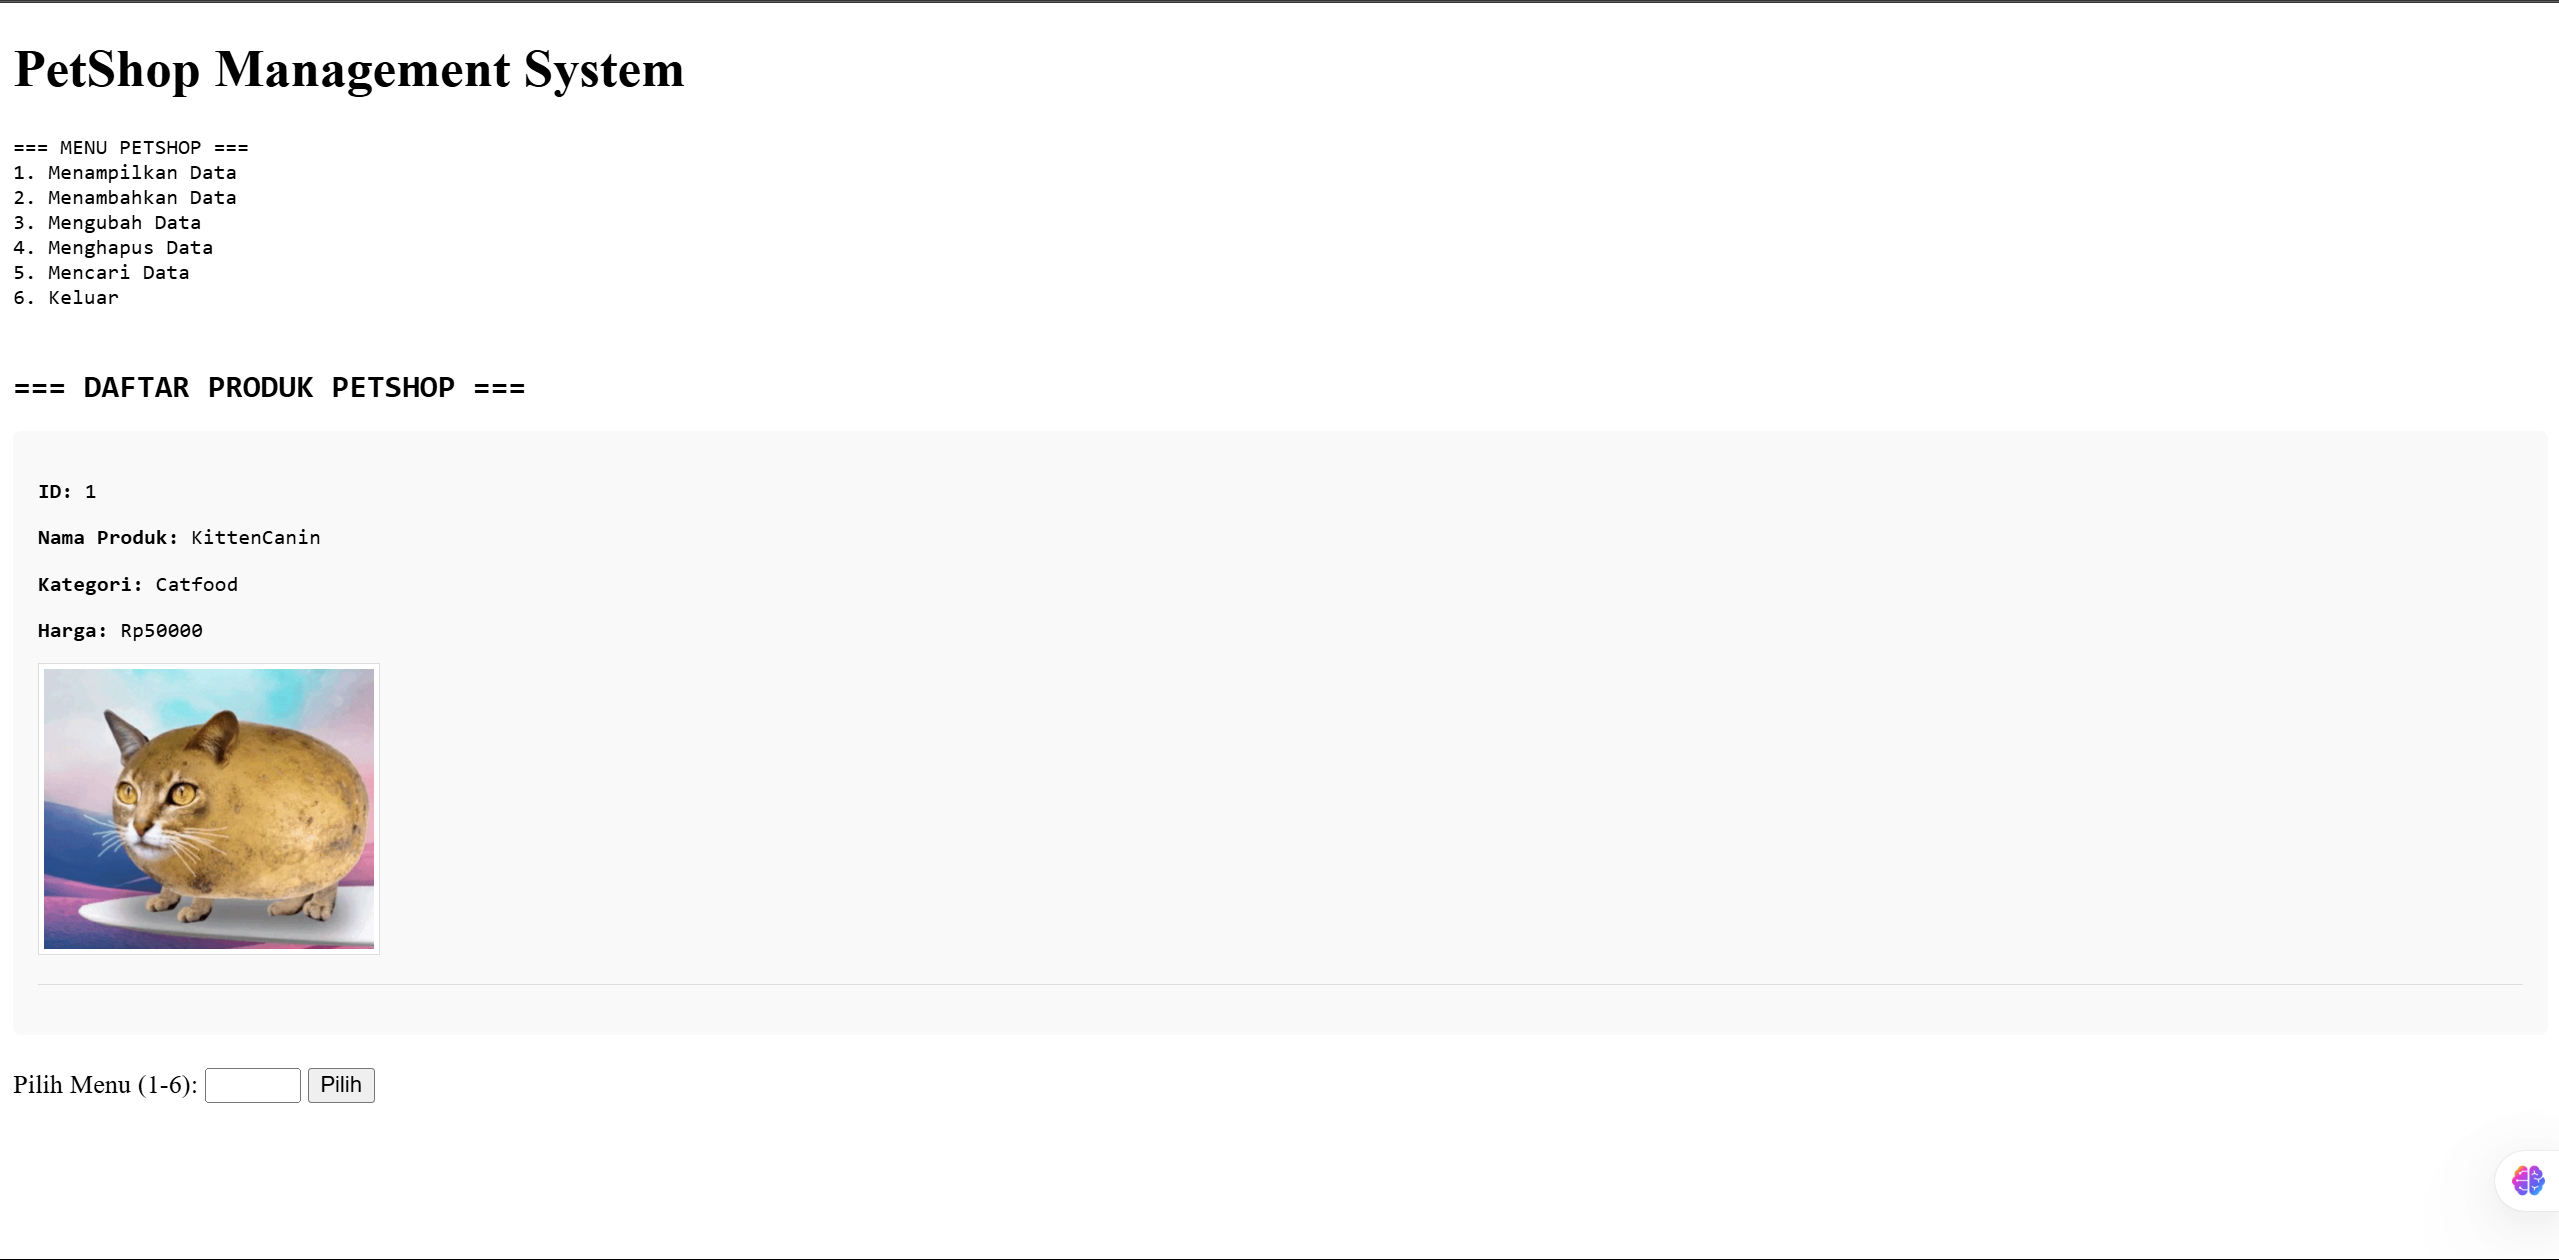 PetShop Management System
=== MENU PETSHOP ===
1. Menampilkan Data
2. Menambahkan Data
3. Mengubah Data
4. Menghapus Data
5. Mencari Data
6. Keluar
=== DAFTAR PRODUK PETSHOP ===
ID: 1
Nama Produk: KittenCanin
Kategori: Catfood
Harga: Rp50000
Pilih Menu (1-6): Pilih